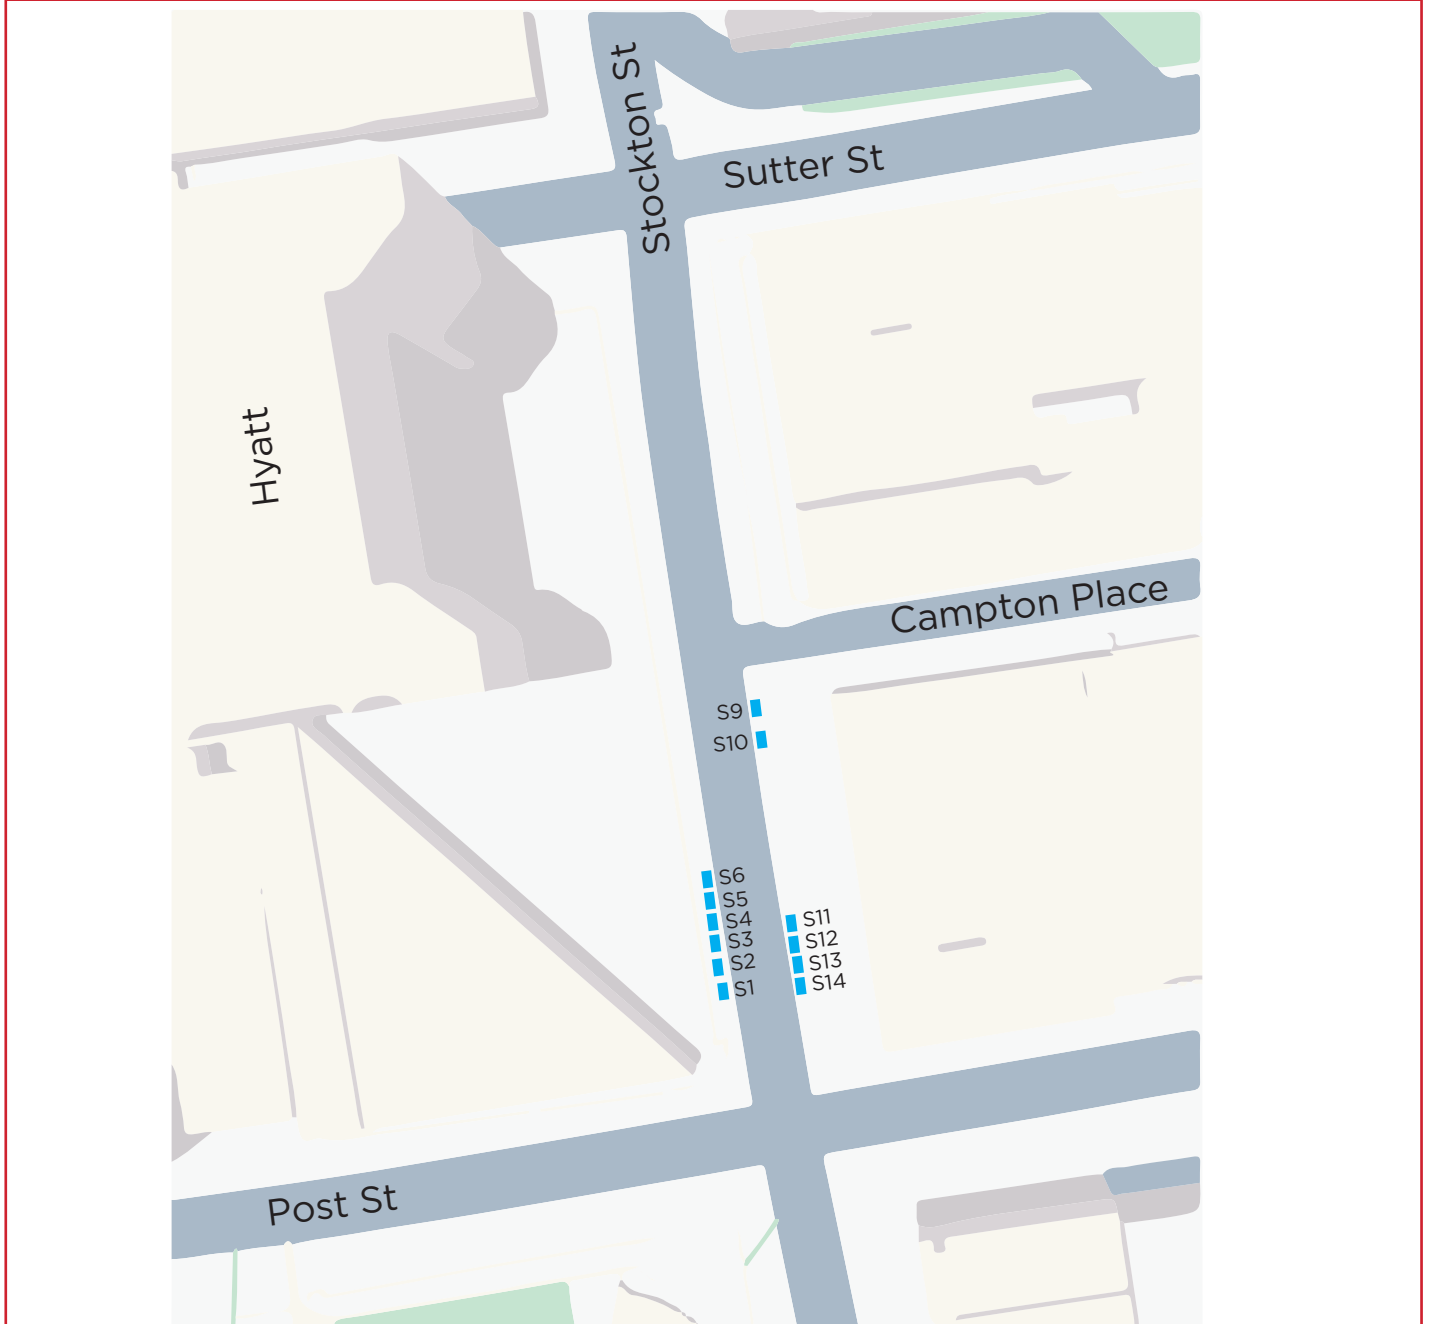 Stockton St
Sutter St
Hyatt
Campton Place
S9
S10
S6
S5
S4
S3
S2
S1
S11
S12
S13
S14
Post St